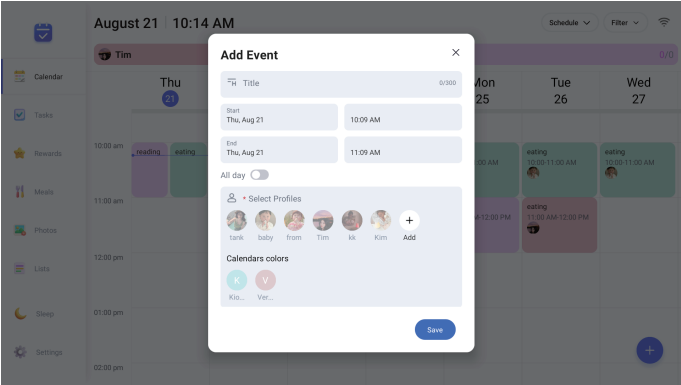 August 21 10:14 AM
Schedule
Filter
Tim
0/0
Add Event
Title
0/300
Start
Thu, Aug 21
10:09 AM
End
Thu, Aug 21
11:09 AM
All day
* Select Profiles
tank baby from Tim kk Kim Add
Calendars colors
K V
Kio... Ver...
Save
Calendar
Tasks
Rewards
Meals
Photos
Lists
Sleep
Settings
Thu
21
Mon
25
Tue
26
Wed
27
10:00 am
11:00 am
12:00 pm
01:00 pm
02:00 pm
reading
eating
:00 AM
eating
10:00-11:00 AM
eating
10:00-11:00 AM
12:00 PM
eating
11:00 AM-12:00 PM